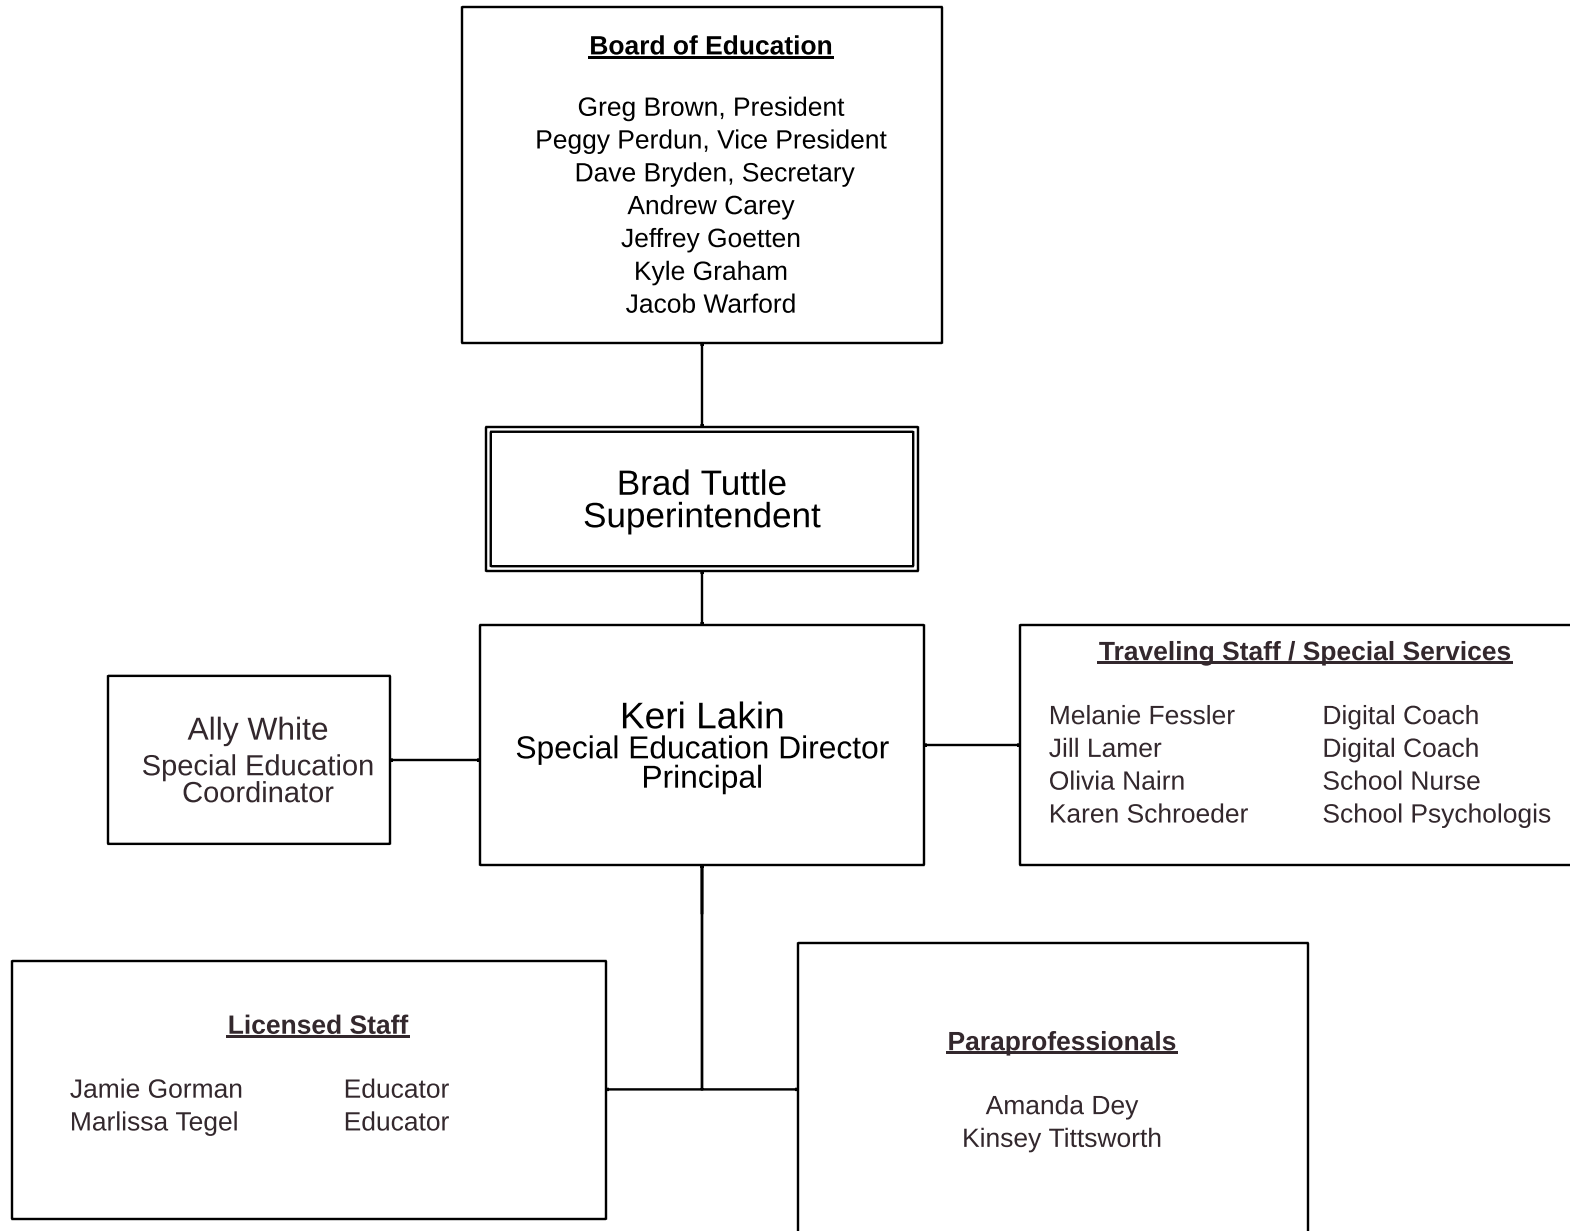 Board of Education
Greg Brown, President
Peggy Perdun, Vice President
Dave Bryden, Secretary
Andrew Carey
Jeffrey Goetten
Kyle Graham
Jacob Warford
Brad Tuttle
Superintendent
Ally White
Special Education
Coordinator
Keri Lakin
Special Education Director
Principal
Traveling Staff / Special Services
Melanie Fessler Digital Coach
Jill Lamer Digital Coach
Olivia Nairn School Nurse
Karen Schroeder School Psychologis
Licensed Staff
Jamie Gorman Educator
Marlissa Tegel Educator
Paraprofessionals
Amanda Dey
Kinsey Tittsworth